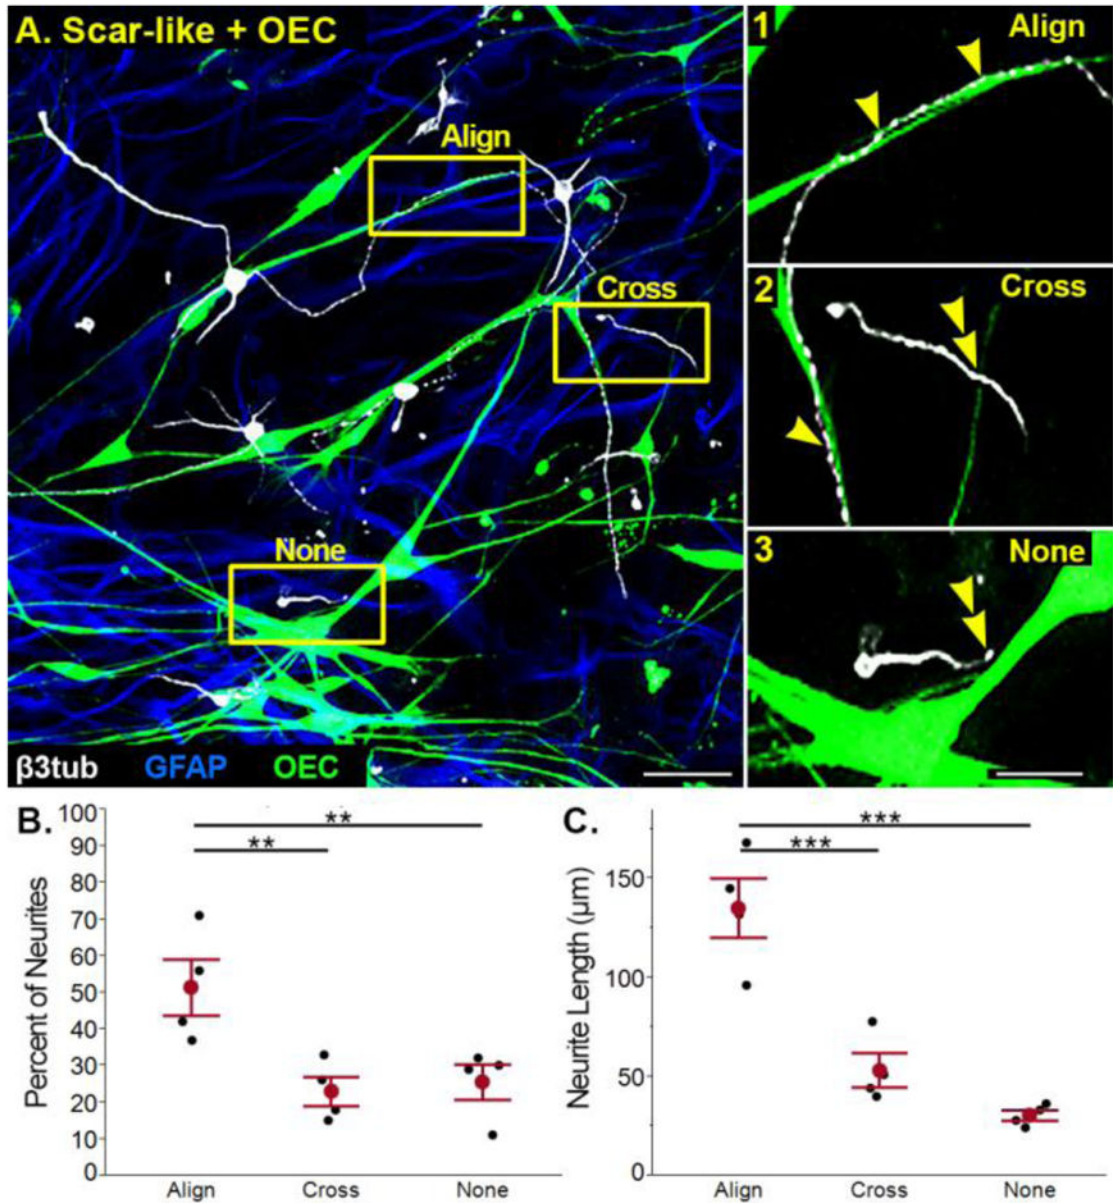 A. Scar-like + OEC
Align
Cross
None
β3tub GFAP OEC
1 Align
2 Cross
3 None
B.
**
**
Percent of Neurites
100
90
80
70
60
50
40
30
20
10
0
Align Cross None
C.
***
***
Neurite Length (µm)
150
100
50
0
Align Cross None